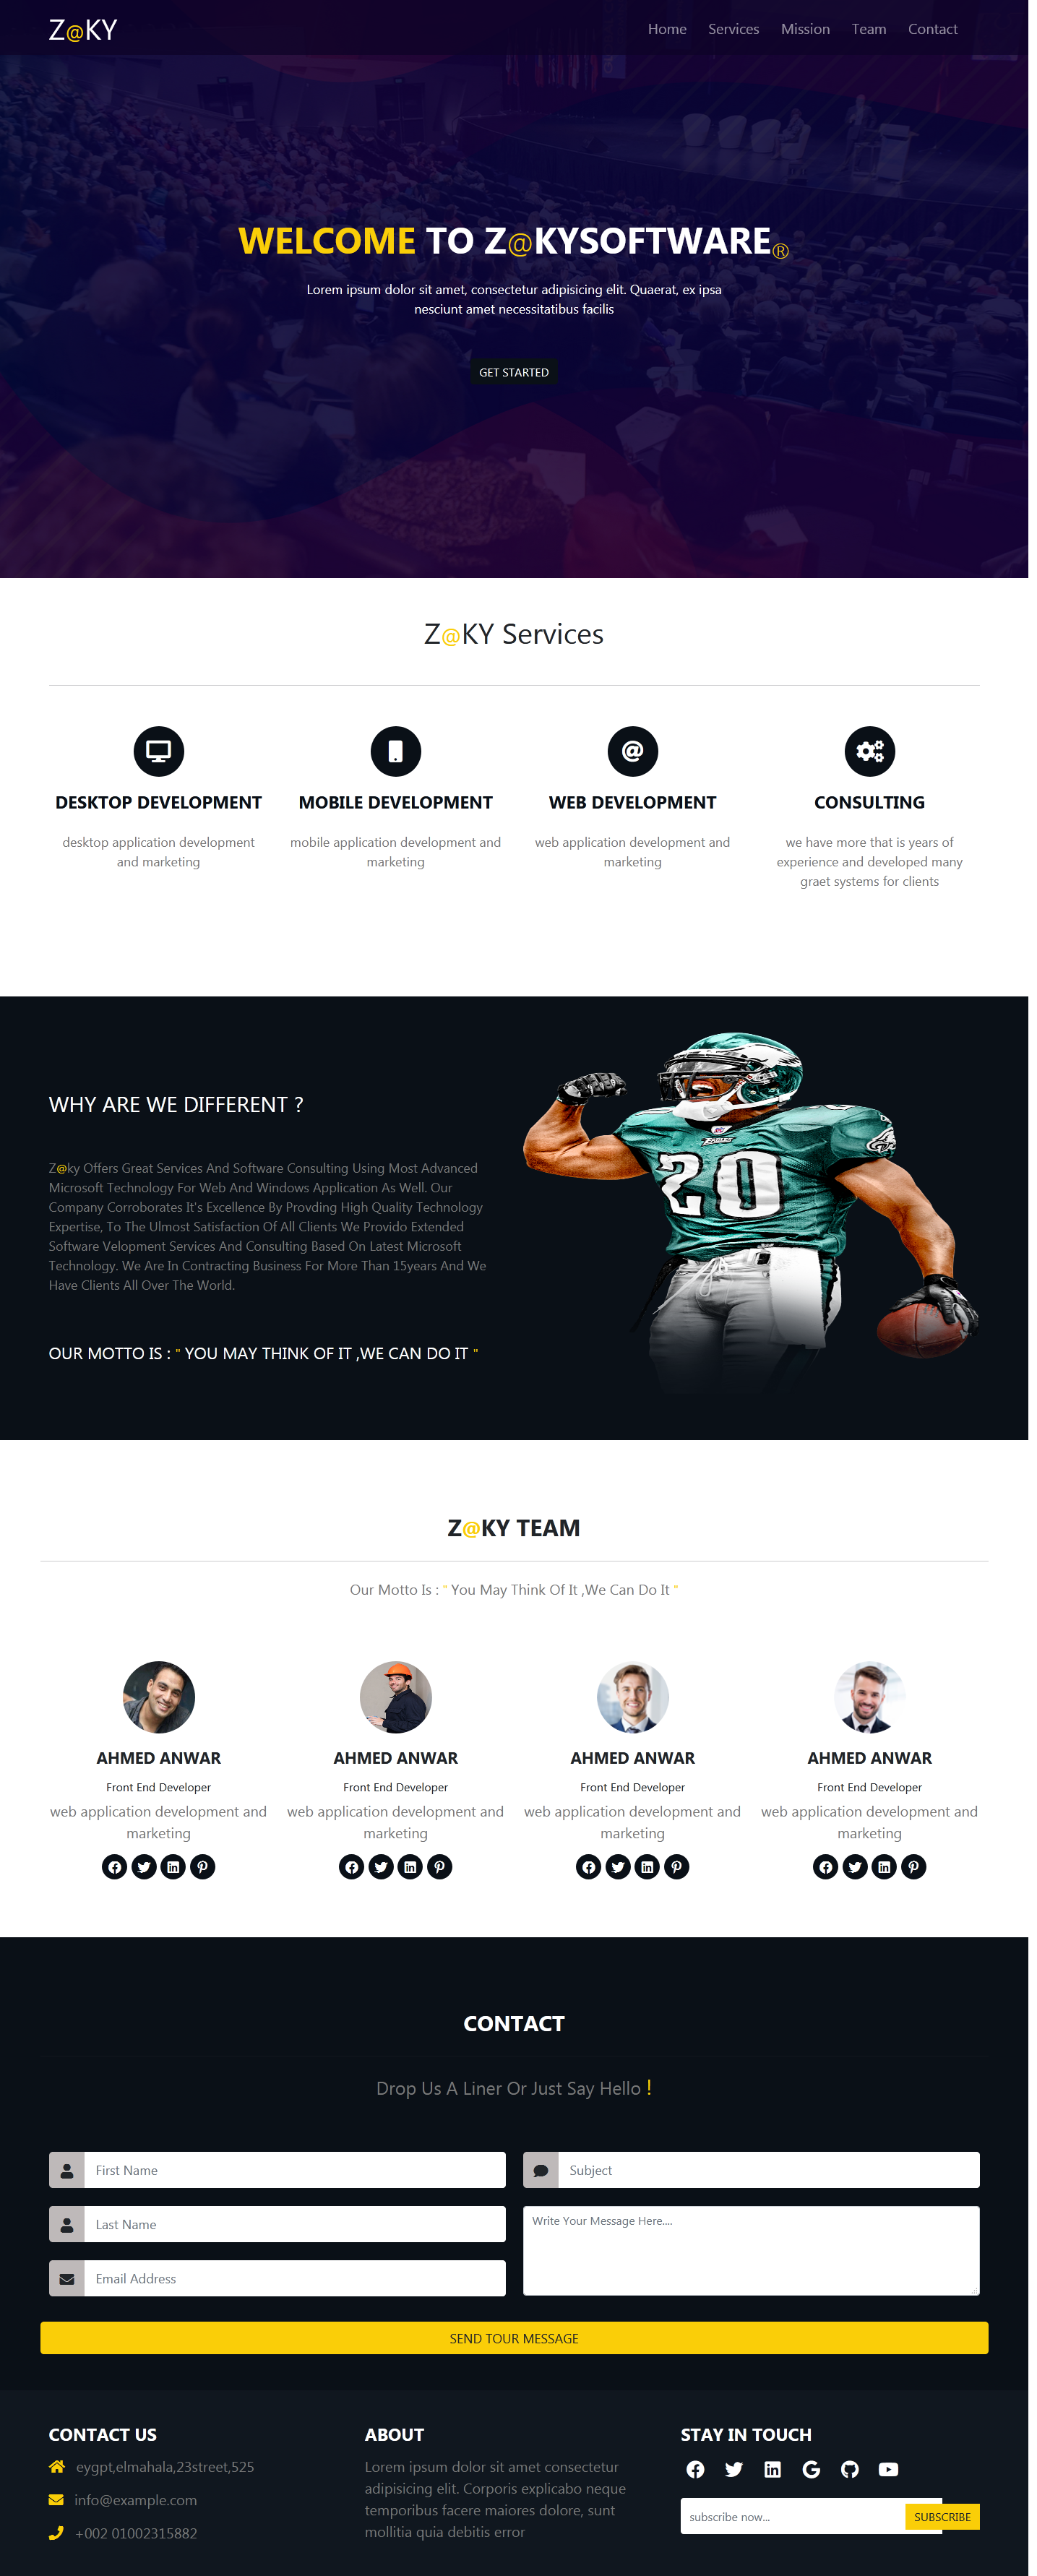 Z@KY
Home Services Mission Team Contact
WELCOME TO Z@KYSOFTWARE®
Lorem ipsum dolor sit amet, consectetur adipisicing elit. Quaerat, ex ipsa
nesciunt amet necessitatibus facilis
GET STARTED
Z@KY Services
DESKTOP DEVELOPMENT
desktop application development
and marketing
MOBILE DEVELOPMENT
mobile application development and
marketing
WEB DEVELOPMENT
web application development and
marketing
CONSULTING
we have more that is years of
experience and developed many
graet systems for clients
WHY ARE WE DIFFERENT ?
Z@ky Offers Great Services And Software Consulting Using Most Advanced
Microsoft Technology For Web And Windows Application As Well. Our
Company Corroborates It's Excellence By Provding High Quality Technology
Expertise, To The Ulmost Satisfaction Of All Clients We Provido Extended
Software Velopment Services And Consulting Based On Latest Microsoft
Technology. We Are In Contracting Business For More Than 15years And We
Have Clients All Over The World.
OUR MOTTO IS : " YOU MAY THINK OF IT ,WE CAN DO IT "
EAGLES
20
20
Z@KY TEAM
Our Motto Is : " You May Think Of It ,We Can Do It "
AHMED ANWAR
Front End Developer
web application development and
marketing
AHMED ANWAR
Front End Developer
web application development and
marketing
AHMED ANWAR
Front End Developer
web application development and
marketing
AHMED ANWAR
Front End Developer
web application development and
marketing
CONTACT
Drop Us A Liner Or Just Say Hello !
First Name
Last Name
Email Address
Subject
Write Your Message Here....
SEND TOUR MESSAGE
CONTACT US
eygpt,elmahala,23street,525
info@example.com
+002 01002315882
ABOUT
Lorem ipsum dolor sit amet consectetur
adipisicing elit. Corporis explicabo neque
temporibus facere maiores dolore, sunt
mollitia quia debitis error
STAY IN TOUCH
subscribe now...
SUBSCRIBE